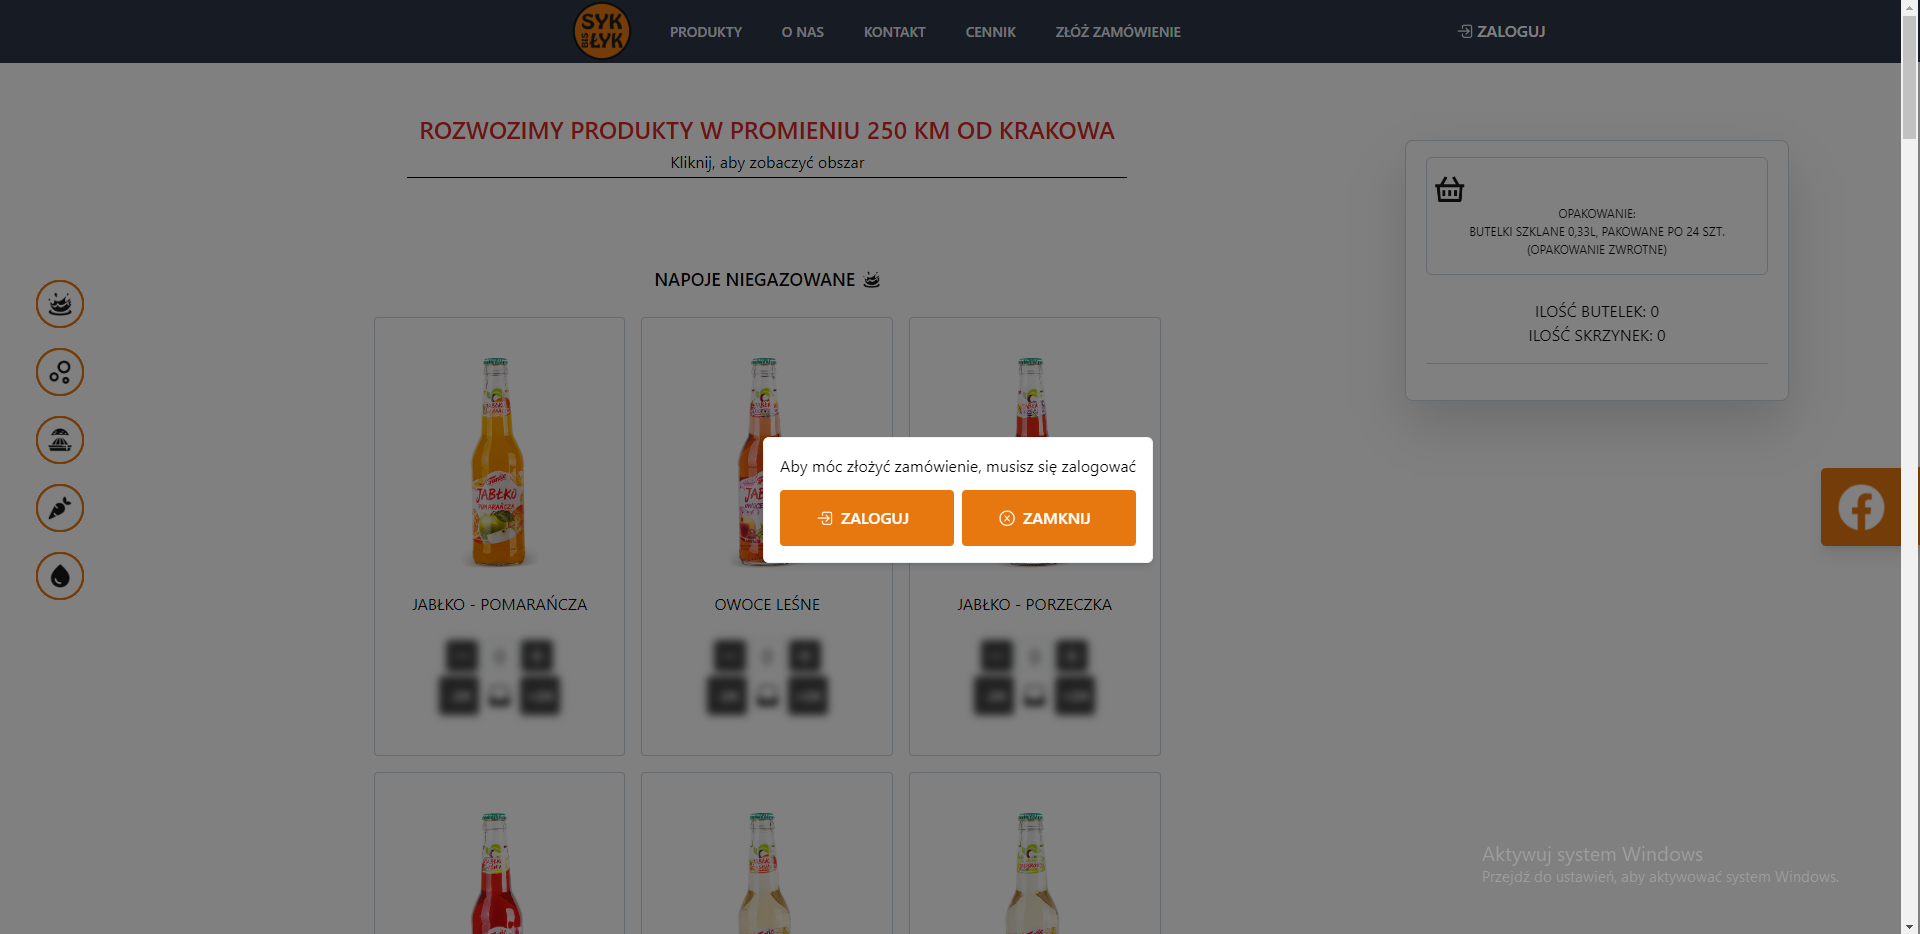 SYK
BIS ŁYK
PRODUKTY
O NAS
KONTAKT
CENNIK
ZŁÓŻ ZAMÓWIENIE
ZALOGUJ
ROZWOZIMY PRODUKTY W PROMIENIU 250 KM OD KRAKOWA
Kliknij, aby zobaczyć obszar
OPAKOWANIE:
BUTELKI SZKLANE 0,33L, PAKOWANE PO 24 SZT.
(OPAKOWANIE ZWROTNE)
ILOŚĆ BUTELEK: 0
ILOŚĆ SKRZYNEK: 0
NAPOJE NIEGAZOWANE
JABŁKO
POMARAŃCZA
Aby móc złożyć zamówienie, musisz się zalogować
ZALOGUJ
ZAMKNIJ
JABŁKO - POMARAŃCZA
OWOCE LEŚNE
JABŁKO - PORZECZKA
Aktywuj system Windows
Przejdź do ustawień, aby aktywować system Windows.